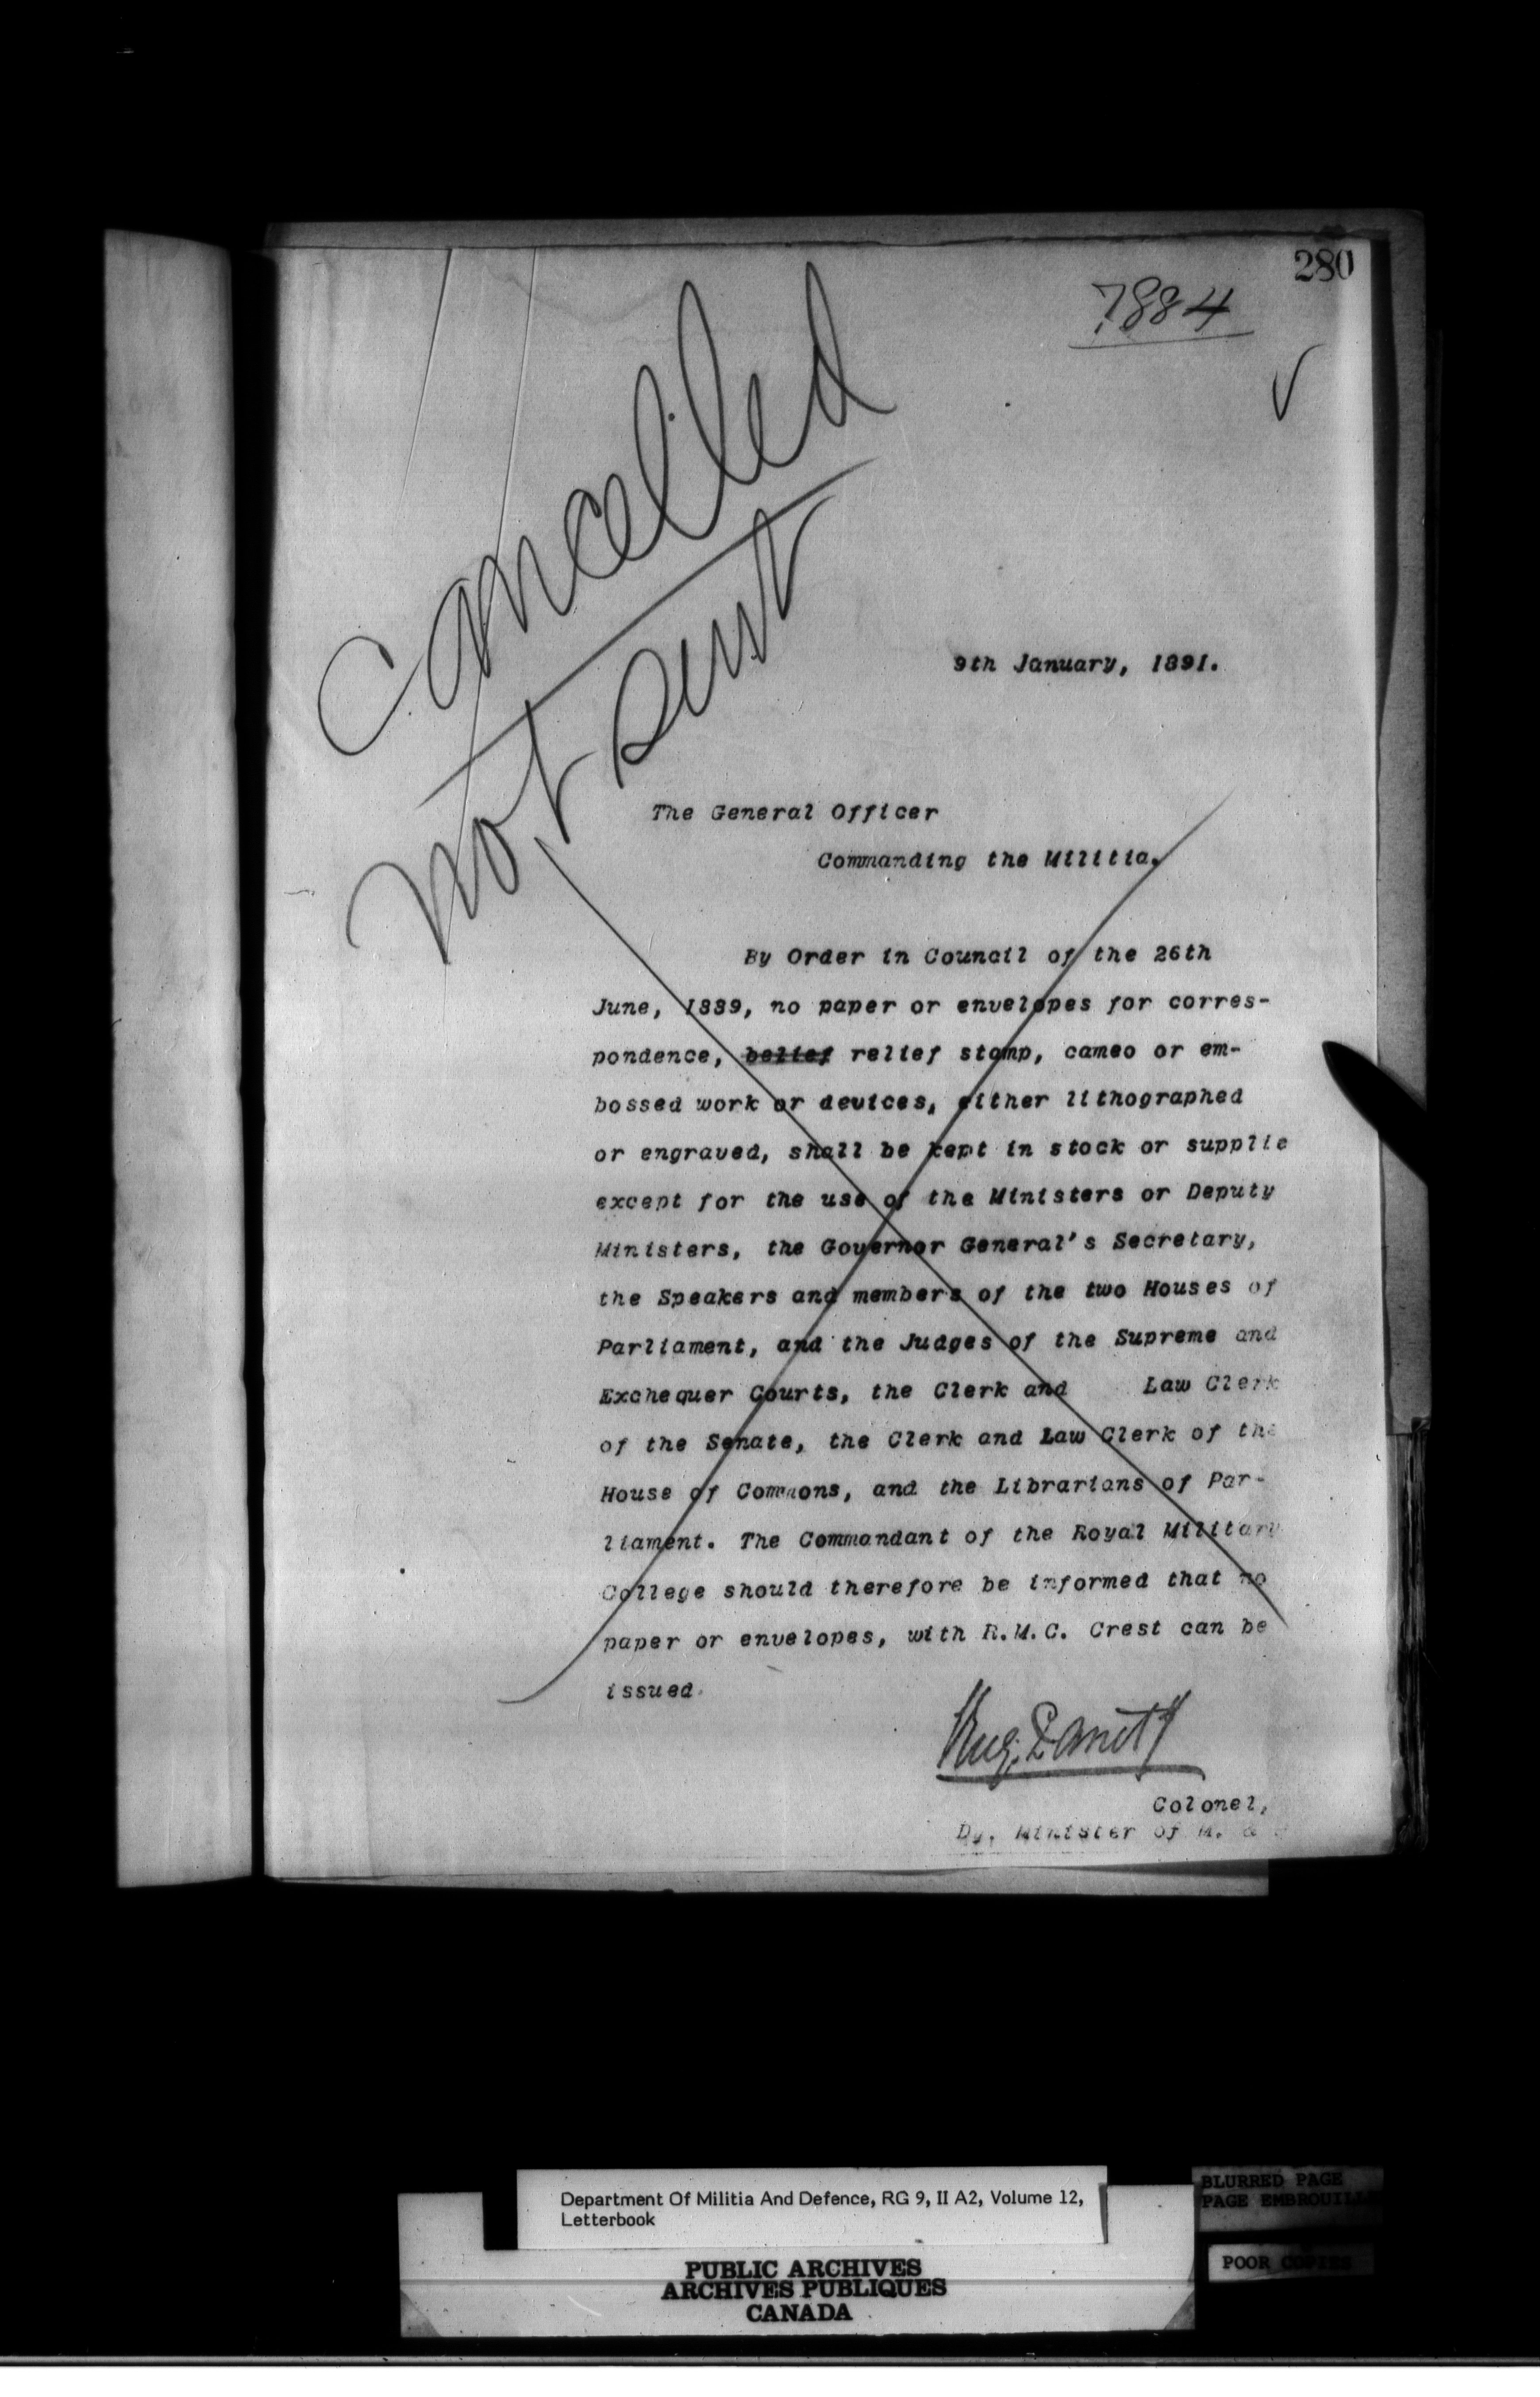 280
7884
Cancelled
not sent
9th January, 1891.
The General Officer
Commanding the Militia.
By Order in Council of the 26th
June, 1889, no paper or envelopes for corres-
pondence, belief relief stamp, cameo or em-
bossed work or devices, either lithographed
or engraved, shall be kept in stock or supplie
except for the use of the Ministers or Deputy
Ministers, the Governor General's Secretary,
the Speakers and members of the two Houses of
Parliament, and the Judges of the Supreme and
Exchequer Courts, the Clerk and Law Clerk
of the Senate, the Clerk and Law Clerk of the
House of Commons, and the Librarians of Par-
liament. The Commandant of the Royal Military
College should therefore be informed that no
paper or envelopes, with R.M.C. Crest can be
issued.
Colonel,
Dy. Minister of M. &
Department Of Militia And Defence, RG 9, II A2, Volume 12,
Letterbook
PUBLIC ARCHIVES
ARCHIVES PUBLIQUES
CANADA
BLURRED PAGE
PAGE EMBROUILL
POOR COPIES